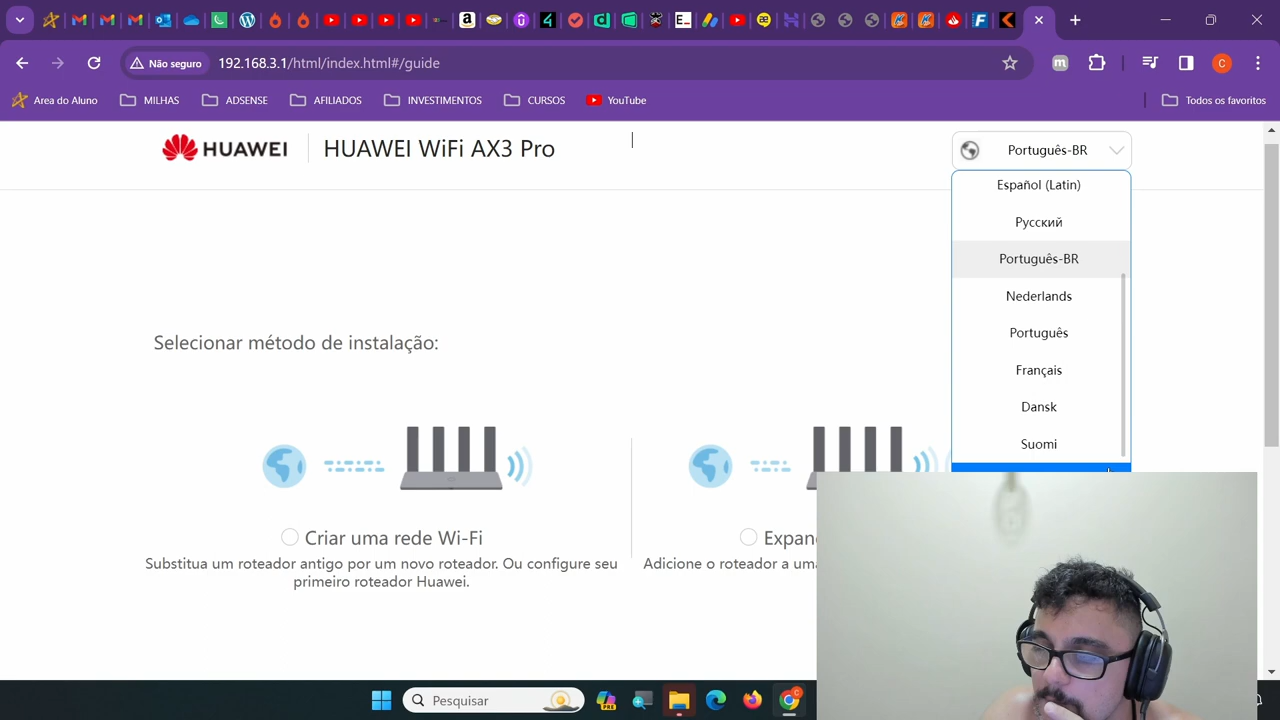 Não seguro
192.168.3.1/html/index.html#/guide
C
Area do Aluno
MILHAS
ADSENSE
AFILIADOS
INVESTIMENTOS
CURSOS
YouTube
Todos os favoritos
HUAWEI
HUAWEI WiFi AX3 Pro
Português-BR
Español (Latin)
Русский
Português-BR
Nederlands
Português
Français
Dansk
Suomi
Selecionar método de instalação:
Criar uma rede Wi-Fi
Substitua um roteador antigo por um novo roteador. Ou configure seu
primeiro roteador Huawei.
Adicione o roteador a
Pesquisar